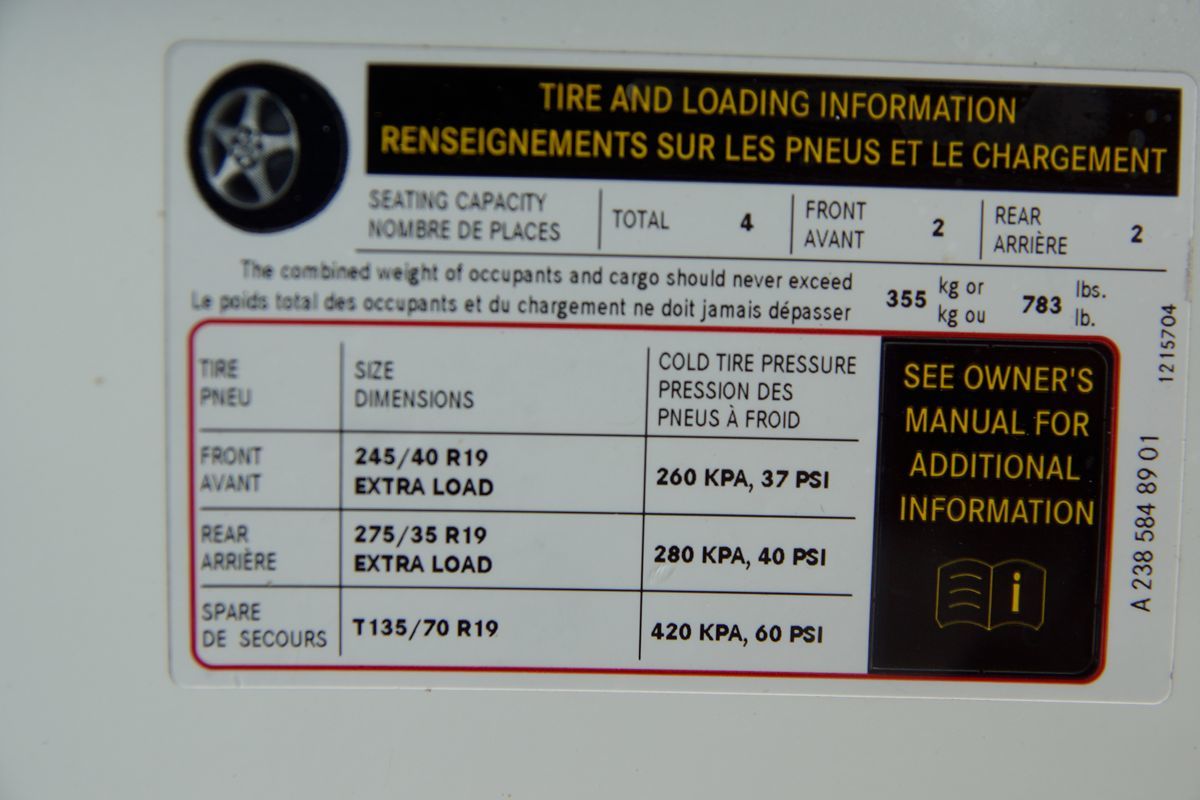 TIRE AND LOADING INFORMATION
RENSEIGNEMENTS SUR LES PNEUS ET LE CHARGEMENT
SEATING CAPACITY TOTAL 4 FRONT 2 REAR 2
NOMBRE DE PLACES AVANT ARRIÈRE
The combined weight of occupants and cargo should never exceed 355 kg or 783 lbs.
Le poids total des occupants et du chargement ne doit jamais dépasser kg ou lb.
TIRE SIZE COLD TIRE PRESSURE
PNEU DIMENSIONS PRESSION DES
PNEUS À FROID
FRONT 245/40 R19 260 KPA, 37 PSI
AVANT EXTRA LOAD
REAR 275/35 R19 280 KPA, 40 PSI
ARRIÈRE EXTRA LOAD
SPARE T135/70 R19 420 KPA, 60 PSI
DE SECOURS
SEE OWNER'S
MANUAL FOR
ADDITIONAL
INFORMATION
i
1215704
A 238 584 89 01